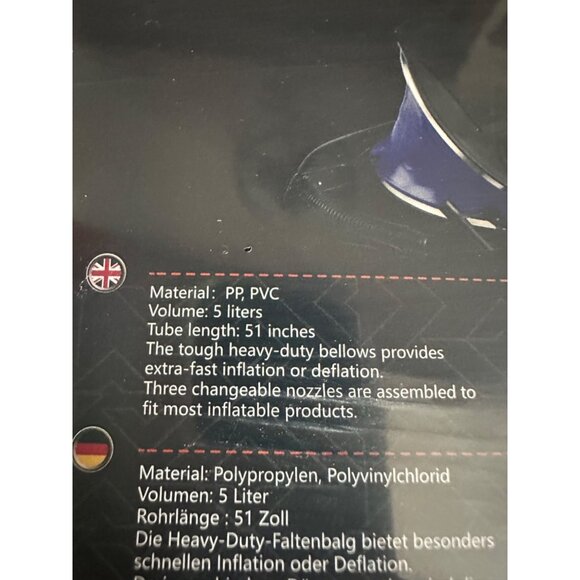 Material: PP, PVC
Volume: 5 liters
Tube length: 51 inches
The tough heavy-duty bellows provides
extra-fast inflation or deflation.
Three changeable nozzles are assembled to
fit most inflatable products.
Material: Polypropylen, Polyvinylchlorid
Volumen: 5 Liter
Rohrlänge : 51 Zoll
Die Heavy-Duty-Faltenbalg bietet besonders
schnellen Inflation oder Deflation.